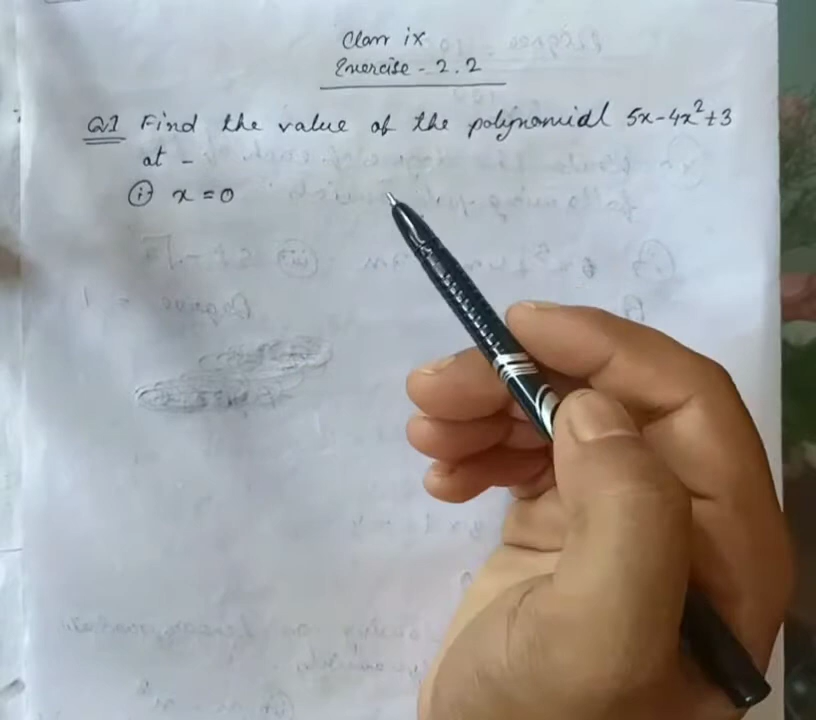 Class ix
Exercise - 2.2
Q1 Find the value of the polynomial 5x-4x²+3
at -
(i) x = 0